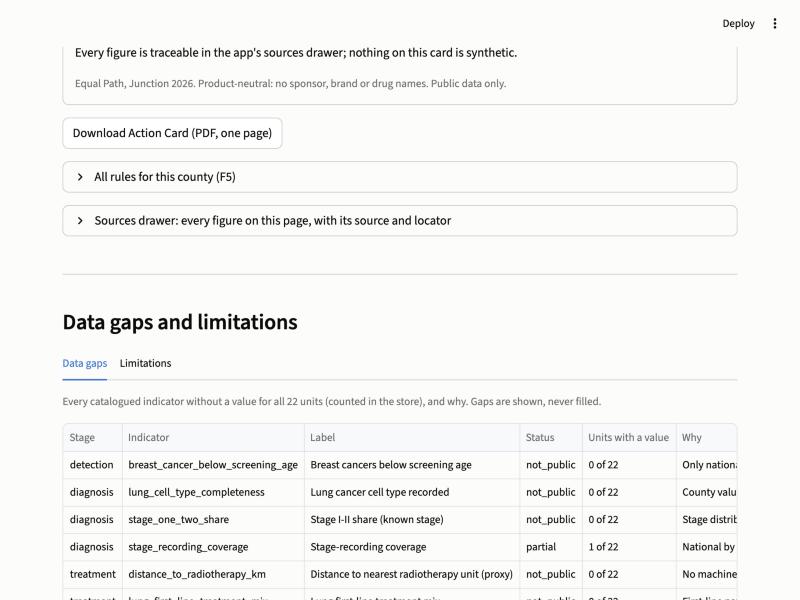 Deploy
Every figure is traceable in the app's sources drawer; nothing on this card is synthetic.
Equal Path, Junction 2026. Product-neutral: no sponsor, brand or drug names. Public data only.
Download Action Card (PDF, one page)
All rules for this county (F5)
Sources drawer: every figure on this page, with its source and locator
Data gaps and limitations
Data gaps Limitations
Every catalogued indicator without a value for all 22 units (counted in the store), and why. Gaps are shown, never filled.
Stage Indicator Label Status Units with a value Why
detection breast_cancer_below_screening_age Breast cancers below screening age not_public 0 of 22 Only
diagnosis lung_cell_type_completeness Lung cancer cell type recorded not_public 0 of 22 County
diagnosis stage_one_two_share Stage I-II share (known stage) not_public 0 of 22 Stage
diagnosis stage_recording_coverage Stage-recording coverage partial 1 of 22 National by
treatment distance_to_radiotherapy_km Distance to nearest radiotherapy unit (proxy) not_public 0 of 22 No